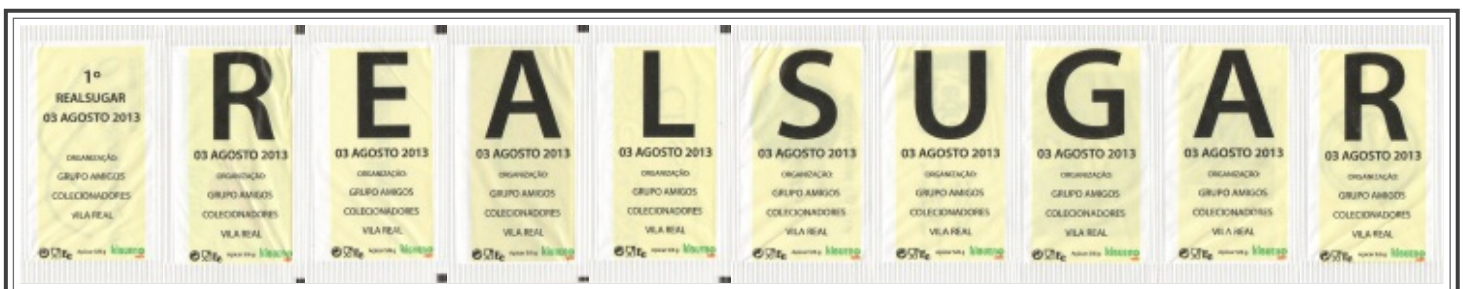 1º
REALSUGAR
03 AGOSTO 2013
ORGANIZAÇÃO:
GRUPO AMIGOS
COLECIONADORES
VILA REAL
R
03 AGOSTO 2013
ORGANIZAÇÃO:
GRUPO AMIGOS
COLECIONADORES
VILA REAL
E
03 AGOSTO 2013
ORGANIZAÇÃO:
GRUPO AMIGOS
COLECIONADORES
VILA REAL
A
03 AGOSTO 2013
ORGANIZAÇÃO:
GRUPO AMIGOS
COLECIONADORES
VILA REAL
L
03 AGOSTO 2013
ORGANIZAÇÃO:
GRUPO AMIGOS
COLECIONADORES
VILA REAL
S
03 AGOSTO 2013
ORGANIZAÇÃO:
GRUPO AMIGOS
COLECIONADORES
VILA REAL
U
03 AGOSTO 2013
ORGANIZAÇÃO:
GRUPO AMIGOS
COLECIONADORES
VILA REAL
G
03 AGOSTO 2013
ORGANIZAÇÃO:
GRUPO AMIGOS
COLECIONADORES
VILA REAL
A
03 AGOSTO 2013
ORGANIZAÇÃO:
GRUPO AMIGOS
COLECIONADORES
VILA REAL
R
03 AGOSTO 2013
ORGANIZAÇÃO:
GRUPO AMIGOS
COLECIONADORES
VILA REAL